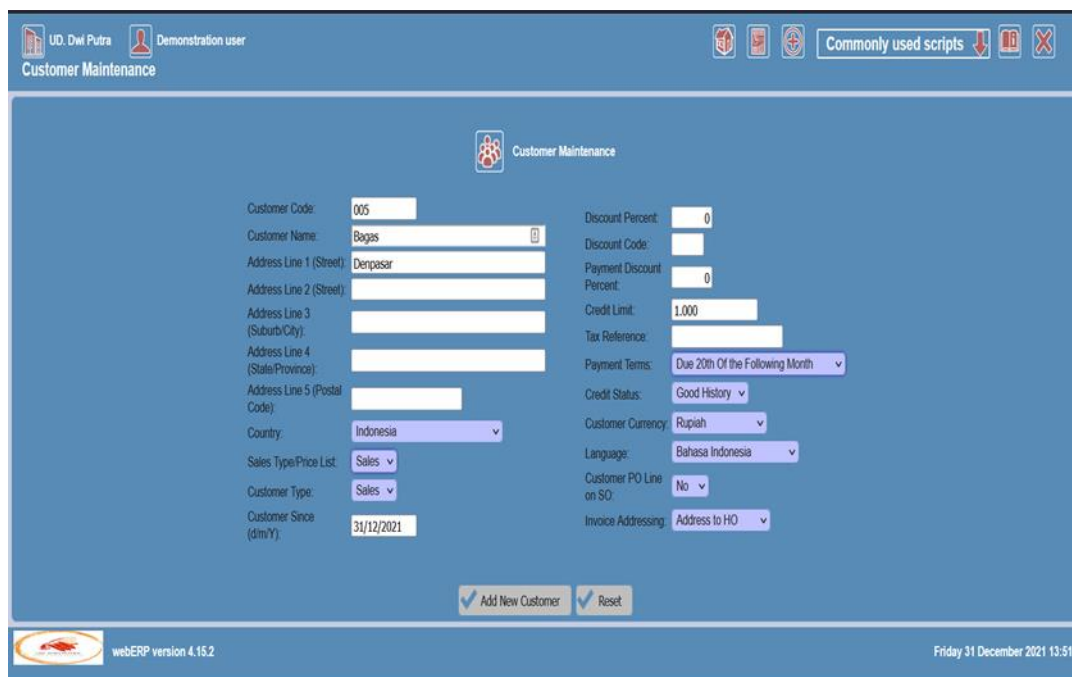 UD. Dwi Putra
Demonstration user
Commonly used scripts
Customer Maintenance
Customer Maintenance
Customer Code: 005
Customer Name: Bagas
Address Line 1 (Street): Denpasar
Address Line 2 (Street):
Address Line 3
(Suburb/City):
Address Line 4
(State/Province):
Address Line 5 (Postal
Code):
Country: Indonesia
Sales Type/Price List: Sales
Customer Type: Sales
Customer Since
(d/m/Y): 31/12/2021
Discount Percent: 0
Discount Code:
Payment Discount
Percent: 0
Credit Limit: 1.000
Tax Reference:
Payment Terms: Due 20th Of the Following Month
Credit Status: Good History
Customer Currency: Rupiah
Language: Bahasa Indonesia
Customer PO Line
on SO: No
Invoice Addressing: Address to HO
Add New Customer
Reset
webERP version 4.15.2
Friday 31 December 2021 13:51